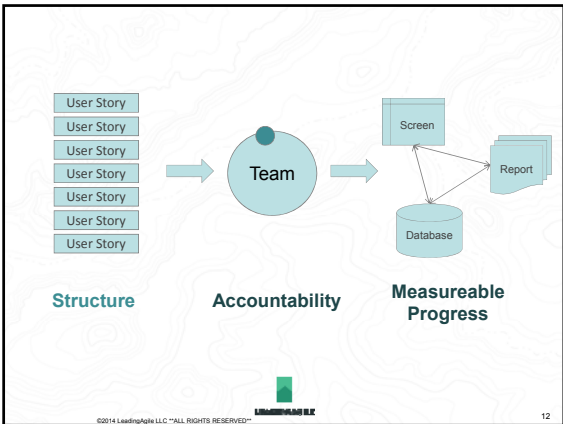 User Story
User Story
User Story
User Story
User Story
User Story
User Story
Team
Screen
Report
Database
Structure
Accountability
Measureable
Progress
©2014 LeadingAgile LLC **ALL RIGHTS RESERVED**
12